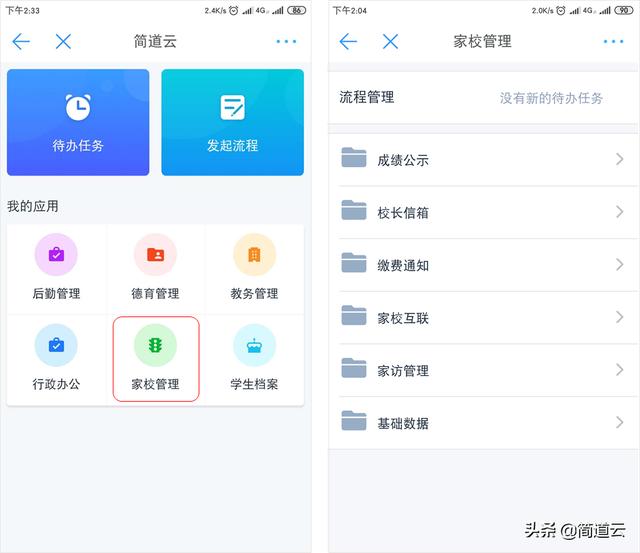 下午2:33
2.4K/s
4G
86
简道云
待办任务
发起流程
我的应用
后勤管理
德育管理
教务管理
行政办公
家校管理
学生档案
下午2:04
2.0K/s
4G
90
家校管理
流程管理
没有新的待办任务
成绩公示
校长信箱
缴费通知
家校互联
家访管理
基础数据
头条 @简道云